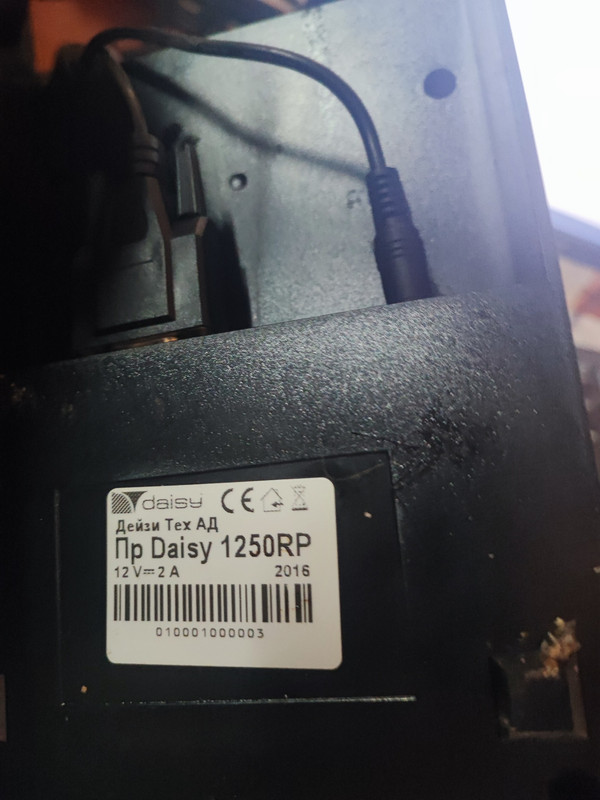 daisy CE
Дейзи Тех АД
Пр Daisy 1250RP
12 V⎓2 A 2016
010001000003